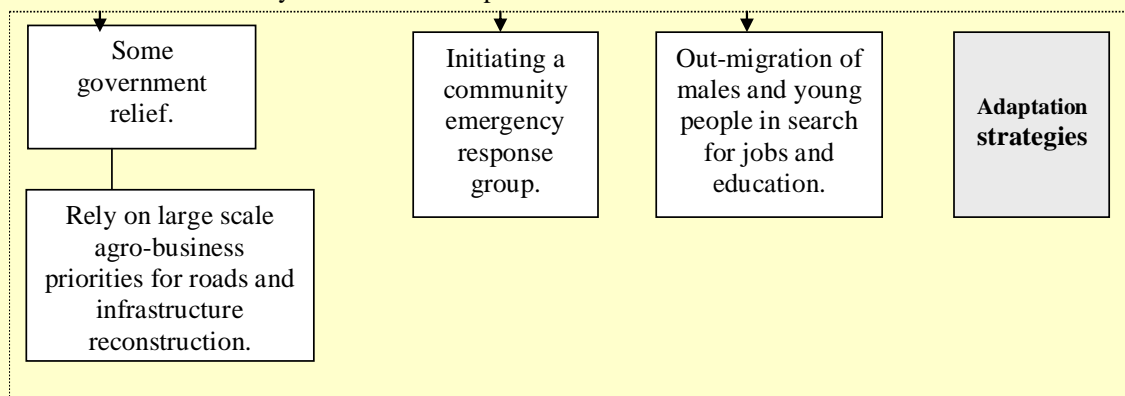 Some
government
relief.
Initiating a
community
emergency
response
group.
Out-migration of
males and young
people in search
for jobs and
education.
Adaptation
strategies
Rely on large scale
agro-business
priorities for roads and
infrastructure
reconstruction.